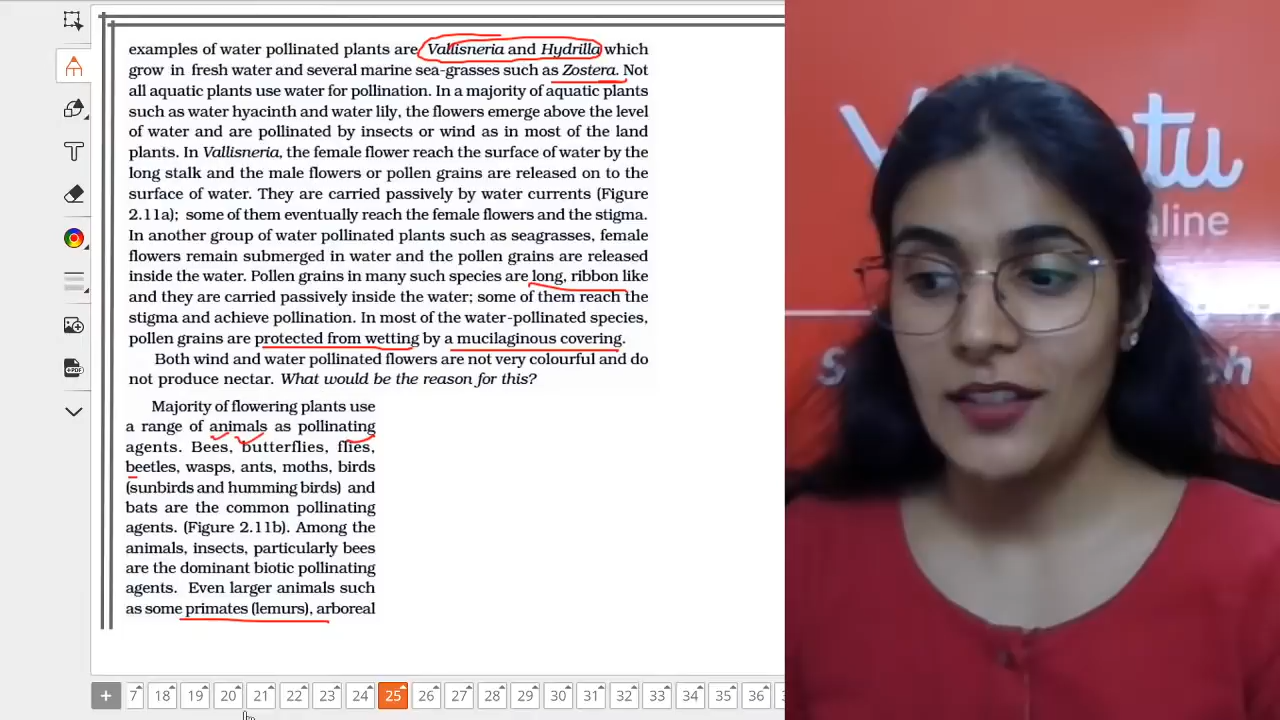 examples of water pollinated plants are Vallisneria and Hydrilla which
grow in fresh water and several marine sea-grasses such as Zostera. Not
all aquatic plants use water for pollination. In a majority of aquatic plants
such as water hyacinth and water lily, the flowers emerge above the level
of water and are pollinated by insects or wind as in most of the land
plants. In Vallisneria, the female flower reach the surface of water by the
long stalk and the male flowers or pollen grains are released on to the
surface of water. They are carried passively by water currents (Figure
2.11a); some of them eventually reach the female flowers and the stigma.
In another group of water pollinated plants such as seagrasses, female
flowers remain submerged in water and the pollen grains are released
inside the water. Pollen grains in many such species are long, ribbon like
and they are carried passively inside the water; some of them reach the
stigma and achieve pollination. In most of the water-pollinated species,
pollen grains are protected from wetting by a mucilaginous covering.
Both wind and water pollinated flowers are not very colourful and do
not produce nectar. What would be the reason for this?
Majority of flowering plants use
a range of animals as pollinating
agents. Bees, butterflies, flies,
beetles, wasps, ants, moths, birds
(sunbirds and humming birds) and
bats are the common pollinating
agents. (Figure 2.11b). Among the
animals, insects, particularly bees
are the dominant biotic pollinating
agents. Even larger animals such
as some primates (lemurs), arboreal
T
PDF
+ 7 18 19 20 21 22 23 24 25 26 27 28 29 30 31 32 33 34 35 36
V tu
aline
S ch